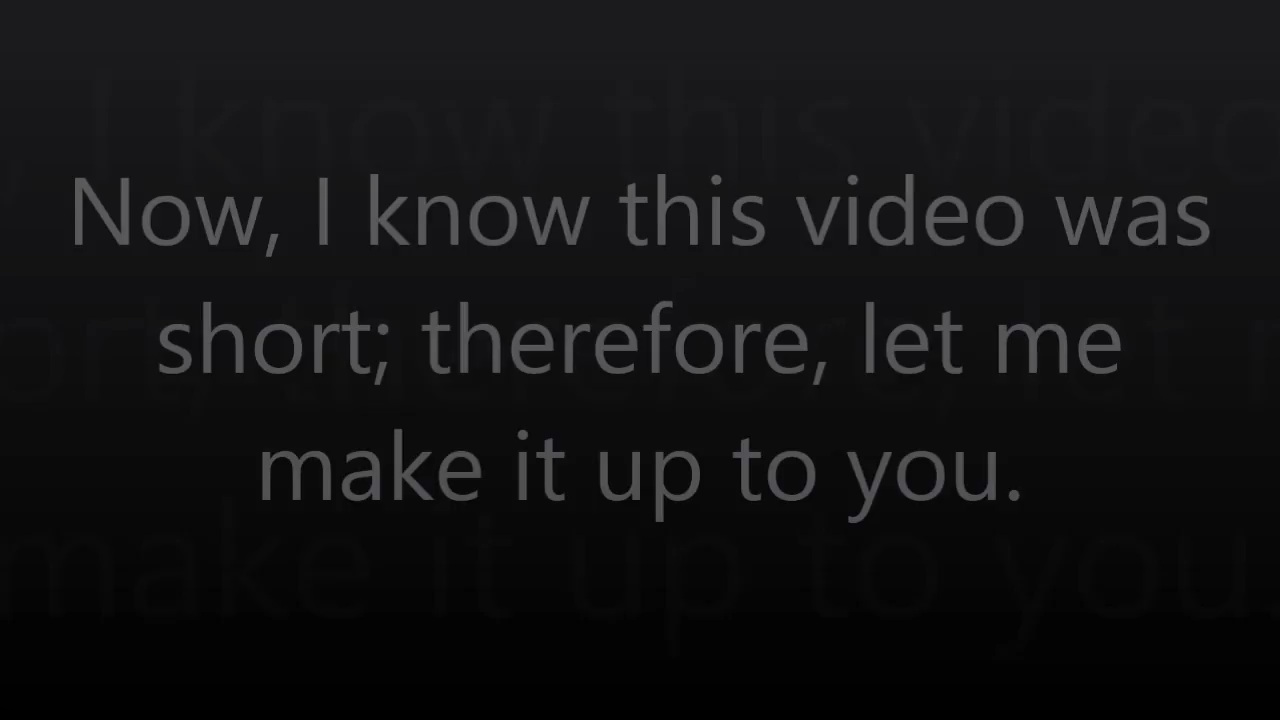 Now, I know this video was
short; therefore, let me
make it up to you.